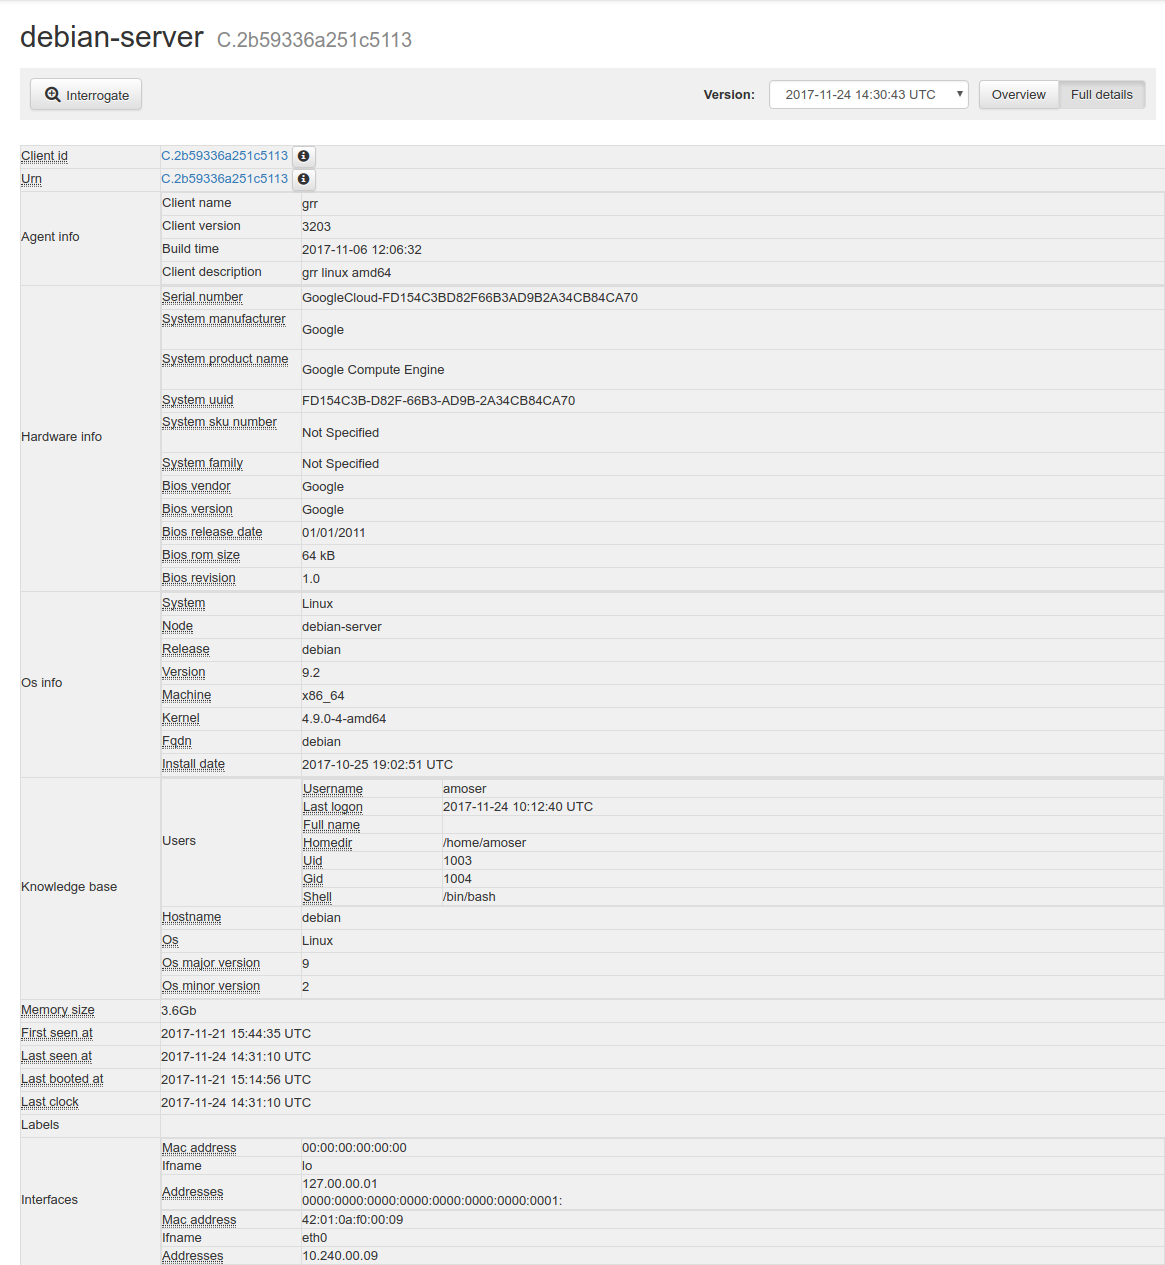 debian-server C.2b59336a251c5113
Interrogate Version: 2017-11-24 14:30:43 UTC Overview Full details
Client id C.2b59336a251c5113
Urn C.2b59336a251c5113
Agent info
Client name grr
Client version 3203
Build time 2017-11-06 12:06:32
Client description grr linux amd64
Hardware info
Serial number GoogleCloud-FD154C3BD82F66B3AD9B2A34CB84CA70
System manufacturer Google
System product name Google Compute Engine
System uuid FD154C3B-D82F-66B3-AD9B-2A34CB84CA70
System sku number Not Specified
System family Not Specified
Bios vendor Google
Bios version Google
Bios release date 01/01/2011
Bios rom size 64 kB
Bios revision 1.0
Os info
System Linux
Node debian-server
Release debian
Version 9.2
Machine x86_64
Kernel 4.9.0-4-amd64
Fqdn debian
Install date 2017-10-25 19:02:51 UTC
Knowledge base
Users
Username amoser
Last logon 2017-11-24 10:12:40 UTC
Full name
Homedir /home/amoser
Uid 1003
Gid 1004
Shell /bin/bash
Hostname debian
Os Linux
Os major version 9
Os minor version 2
Memory size 3.6Gb
First seen at 2017-11-21 15:44:35 UTC
Last seen at 2017-11-24 14:31:10 UTC
Last booted at 2017-11-21 15:14:56 UTC
Last clock 2017-11-24 14:31:10 UTC
Labels
Interfaces
Mac address 00:00:00:00:00:00
Ifname lo
Addresses 127.00.00.01
0000:0000:0000:0000:0000:0000:0000:0001:
Mac address 42:01:0a:f0:00:09
Ifname eth0
Addresses 10.240.00.09